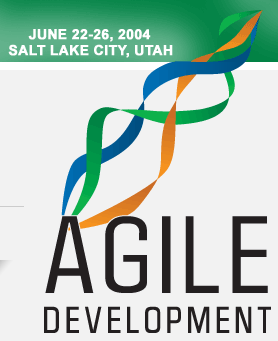 JUNE 22-26, 2004
SALT LAKE CITY, UTAH
AGILE
DEVELOPMENT